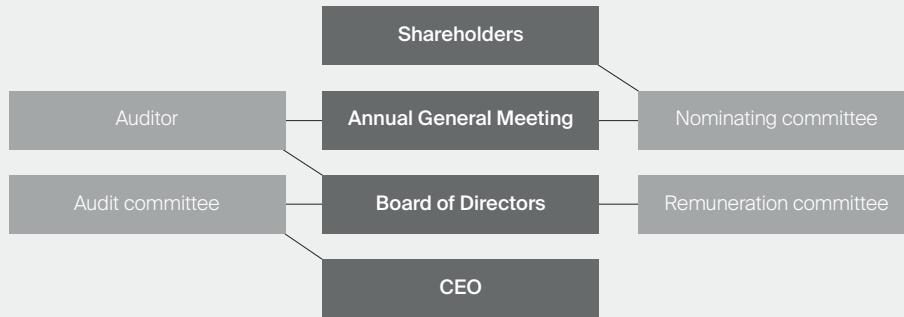 Shareholders
Auditor
Annual General Meeting
Nominating committee
Audit committee
Board of Directors
Remuneration committee
CEO